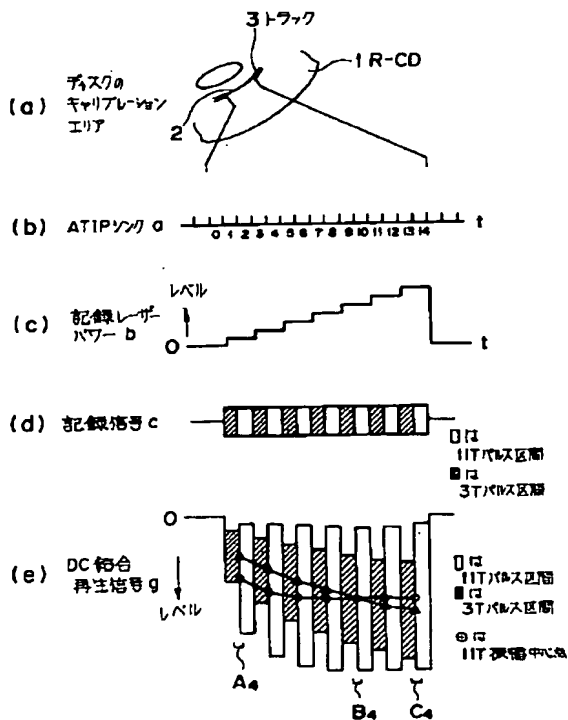 3 トラック
1 R-CD
(a) ディスクの
キャリブレーション
エリア
2
(b) ATIPシンク a
0 1 2 3 4 5 6 7 8 9 10 11 12 13 14 t
レベル
(c) 記録レーザー
パワー b
0
t
(d) 記録信号 c
は
11Tパルス区間
は
3Tパルス区間
0
(e) DC結合
再生信号 g
レベル
は
11Tパルス区間
は
3Tパルス区間
は
11T振幅中心
A4
B4
C4